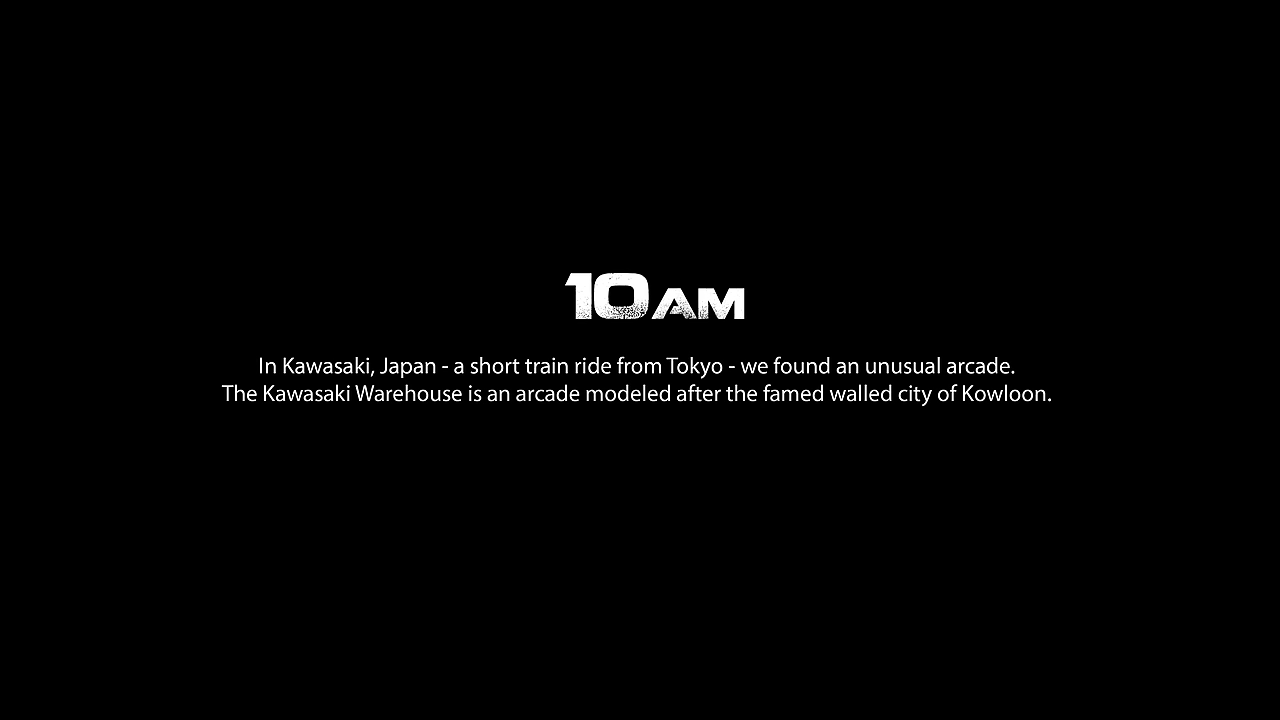 10AM
In Kawasaki, Japan - a short train ride from Tokyo - we found an unusual arcade.
The Kawasaki Warehouse is an arcade modeled after the famed walled city of Kowloon.